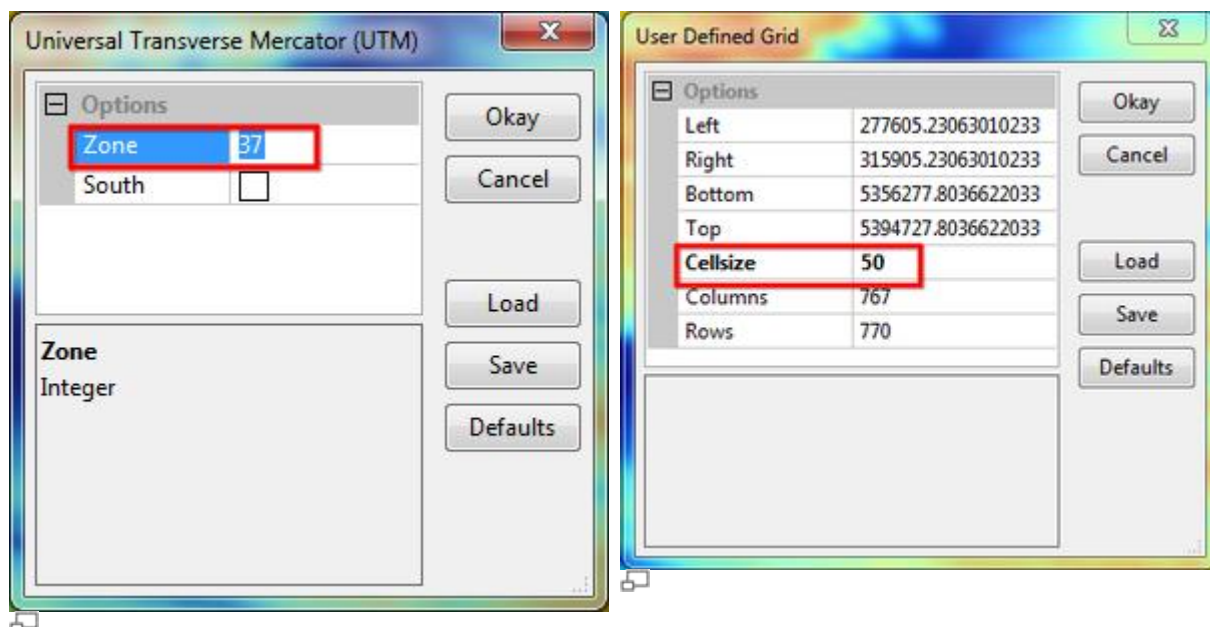 Universal Transverse Mercator (UTM)
Options
Zone 37
South
Okay
Cancel
Load
Save
Defaults
Zone
Integer
User Defined Grid
Options
Left 277605.23063010233
Right 315905.23063010233
Bottom 5356277.8036622033
Top 5394727.8036622033
Cellsize 50
Columns 767
Rows 770
Okay
Cancel
Load
Save
Defaults